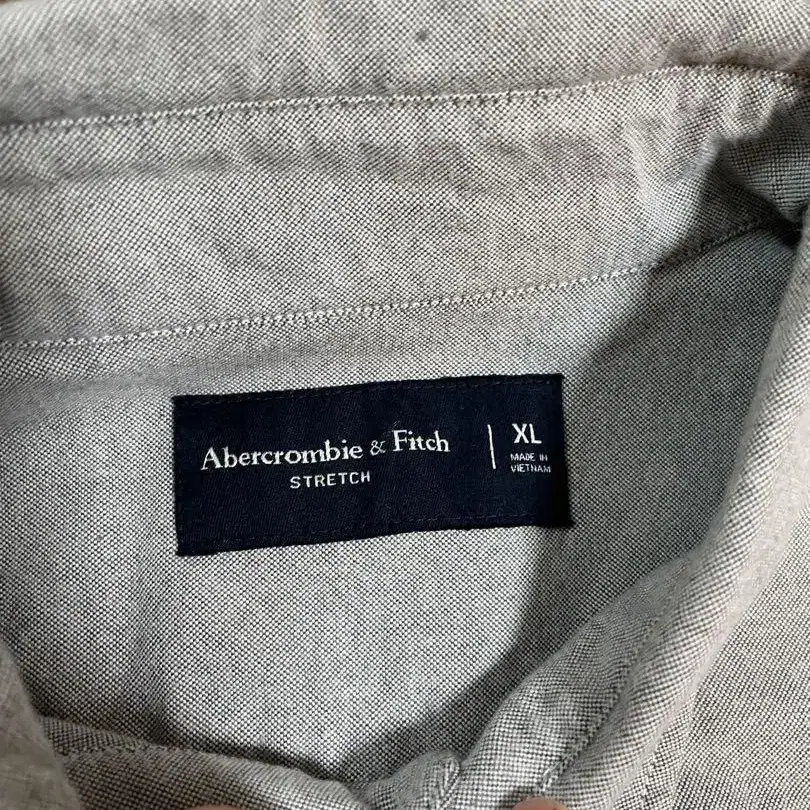 Abercrombie & Fitch
STRETCH
XL
MADE IN
VIETNAM